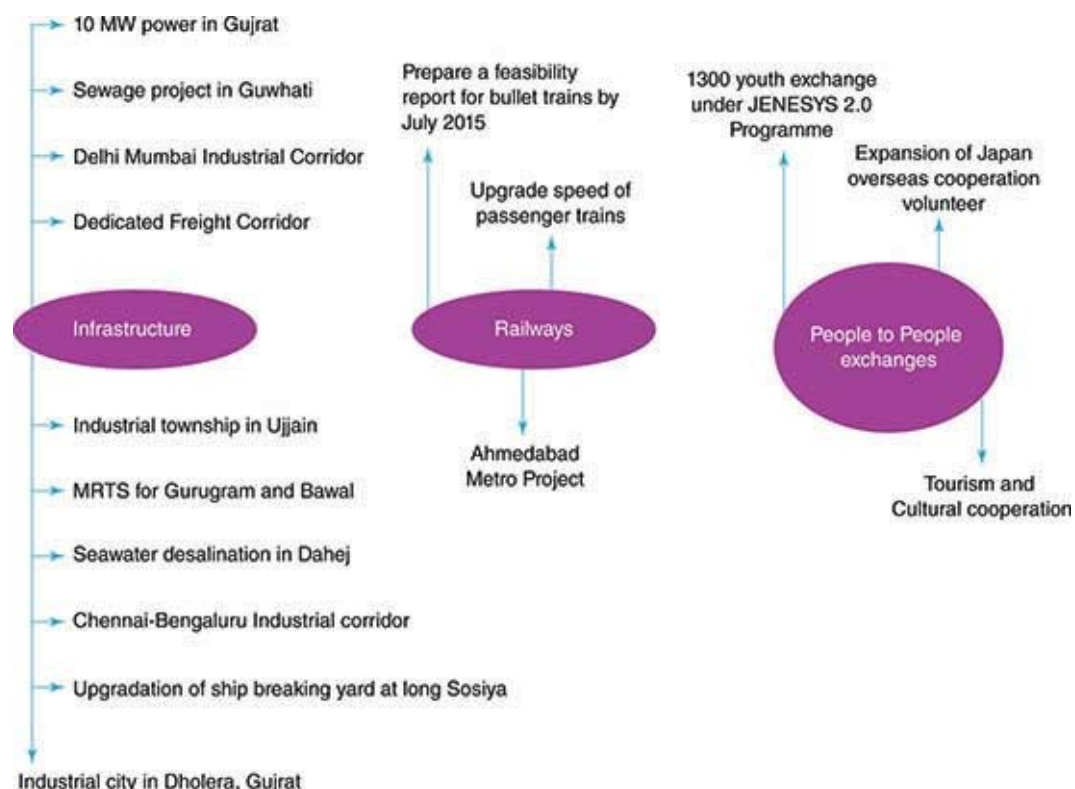 10 MW power in Gujrat
Sewage project in Guwhati
Delhi Mumbai Industrial Corridor
Dedicated Freight Corridor
Infrastructure
Industrial township in Ujjain
MRTS for Gurugram and Bawal
Seawater desalination in Dahej
Chennai-Bengaluru Industrial corridor
Upgradation of ship breaking yard at long Sosiya
Industrial city in Dholera, Gujrat
Prepare a feasibility
report for bullet trains by
July 2015
Upgrade speed of
passenger trains
Railways
Ahmedabad
Metro Project
1300 youth exchange
under JENESYS 2.0
Programme
Expansion of Japan
overseas cooperation
volunteer
People to People
exchanges
Tourism and
Cultural cooperation